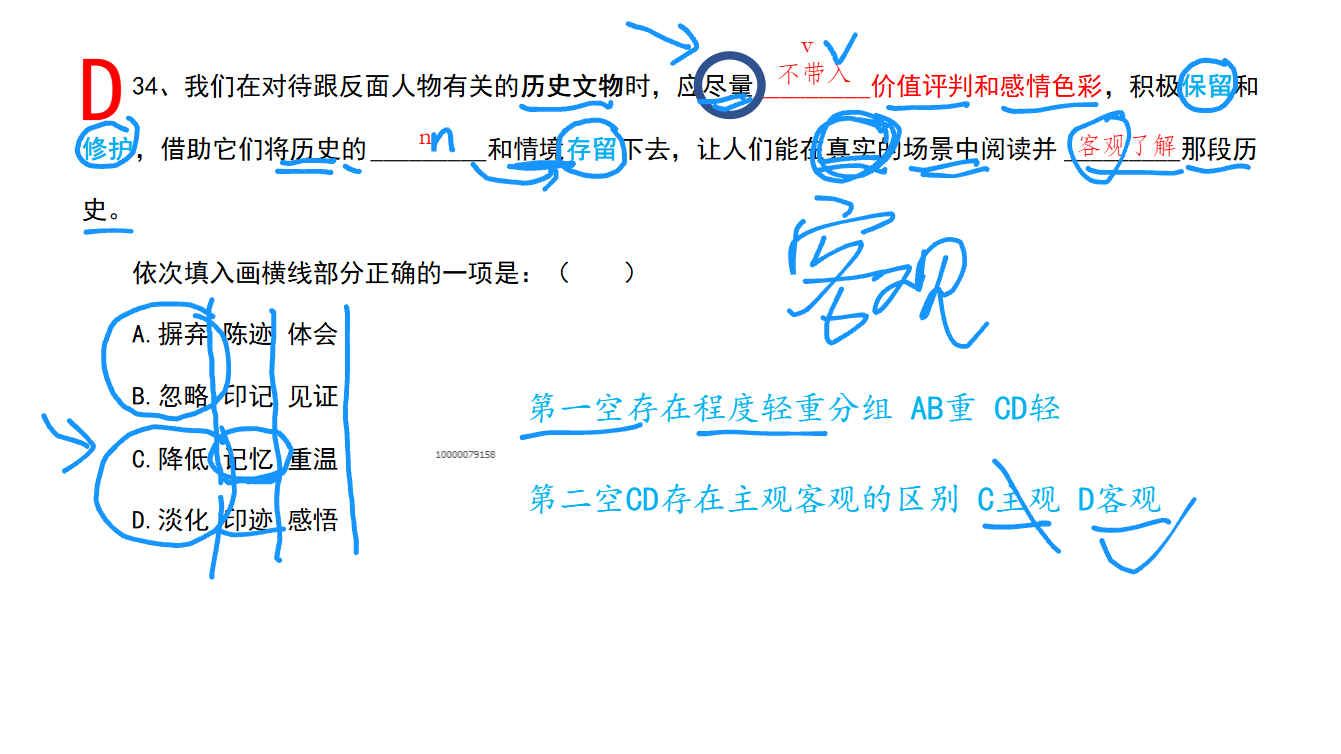 v
不带入
D 34、我们在对待跟反面人物有关的历史文物时，应尽量_________价值评判和感情色彩，积极保留和
n n 客观了解
修护，借助它们将历史的_________和情境存留下去，让人们能在真实的场景中阅读并_________那段历
史。
客观
依次填入画横线部分正确的一项是：（  ）
A.摒弃 陈迹 体会
B.忽略 印记 见证
第一空存在程度轻重分组 AB重 CD轻
C.降低 记忆 重温
10000079158
第二空CD存在主观客观的区别 C主观 D客观
D.淡化 印迹 感悟